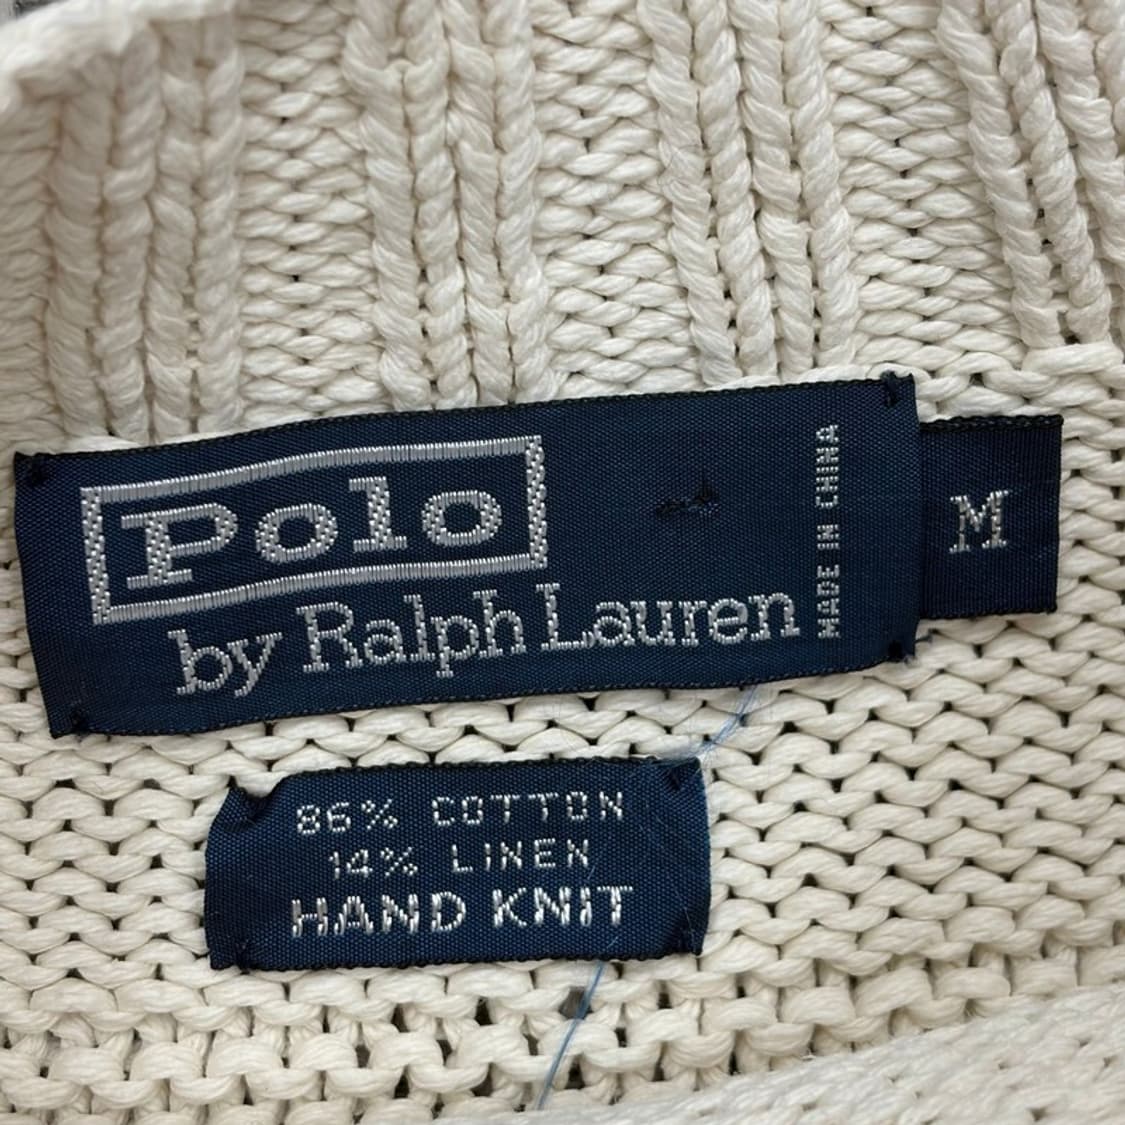 Polo
by Ralph Lauren
MADE IN CHINA
M
86% COTTON
14% LINEN
HAND KNIT